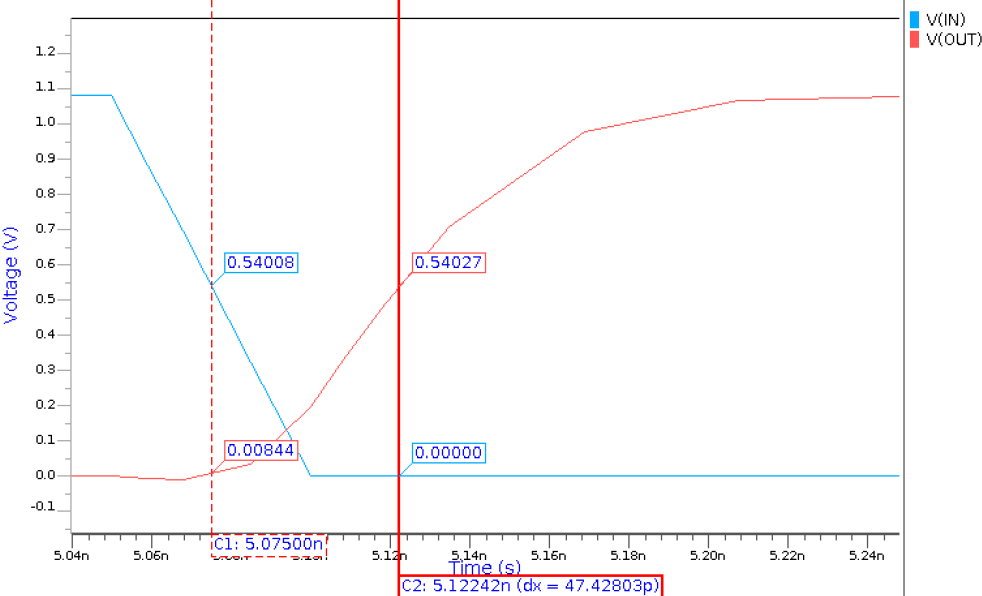 V(IN)
V(OUT)
1.2
1.1
1.0
0.9
0.8
0.7
0.6
0.5
0.4
0.3
0.2
0.1
0.0
-0.1
Voltage (V)
0.54008
0.54027
0.00844
0.00000
5.04n 5.06n 5.12n 5.14n 5.16n 5.18n 5.20n 5.22n 5.24n
C1: 5.07500n
Time (s)
C2: 5.12242n (dx = 47.42803p)